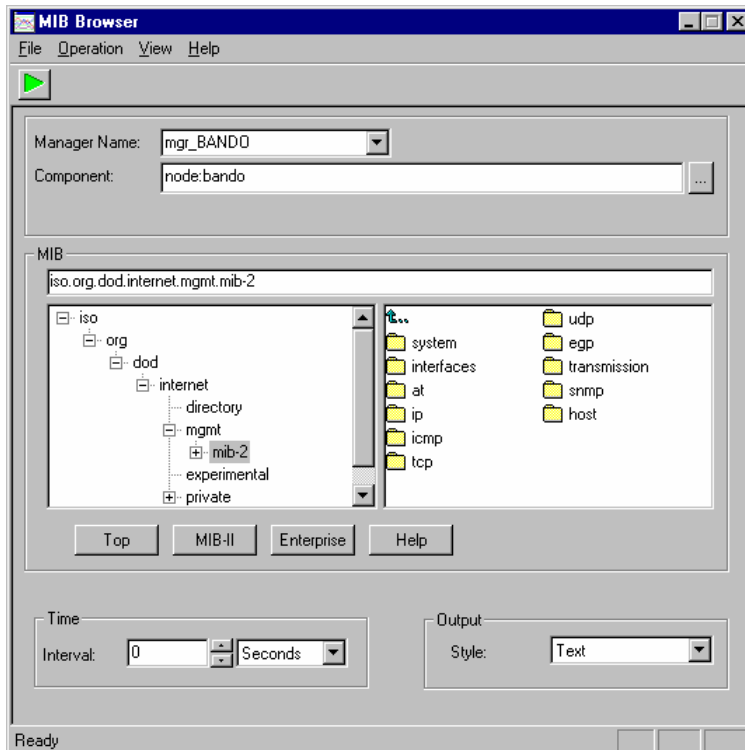 MIB Browser
File Operation View Help
Manager Name: mgr_BANDO
Component: node:bando ...
MIB
iso.org.dod.internet.mgmt.mib-2
iso
org
dod
internet
directory
mgmt
mib-2
experimental
private
..
system
interfaces
at
ip
icmp
tcp
udp
egp
transmission
snmp
host
Top MIB-II Enterprise Help
Time
Interval: 0 Seconds
Output
Style: Text
Ready